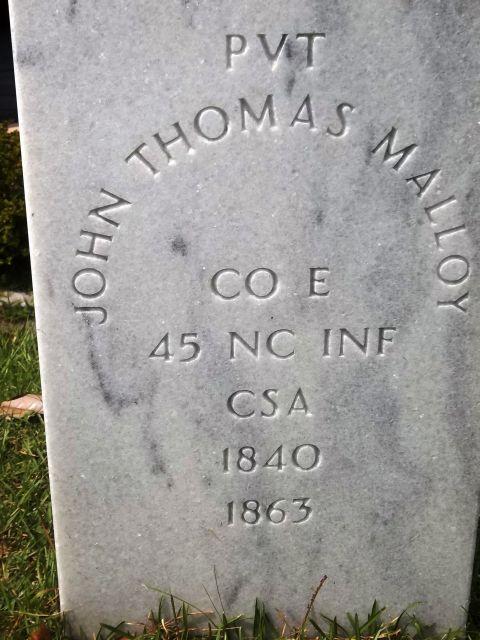 PVT
JOHN THOMAS MALLOY
CO E
45 NC INF
CSA
1840
1863